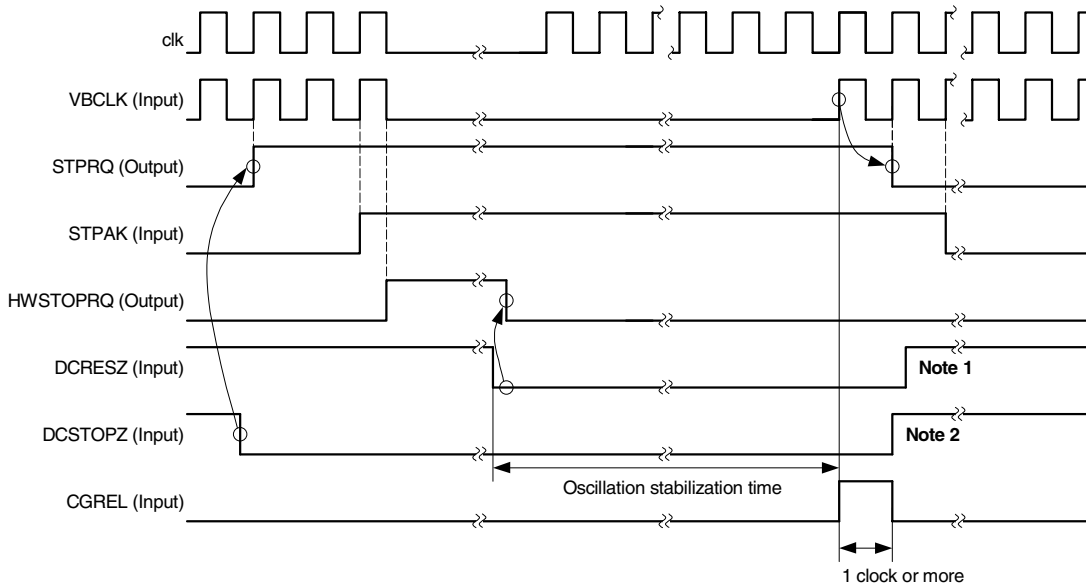 clk
VBCLK (Input)
STPRQ (Output)
STPAK (Input)
HWSTOPRQ (Output)
DCRESZ (Input)
Note 1
DCSTOPZ (Input)
Note 2
Oscillation stabilization time
CGREL (Input)
1 clock or more